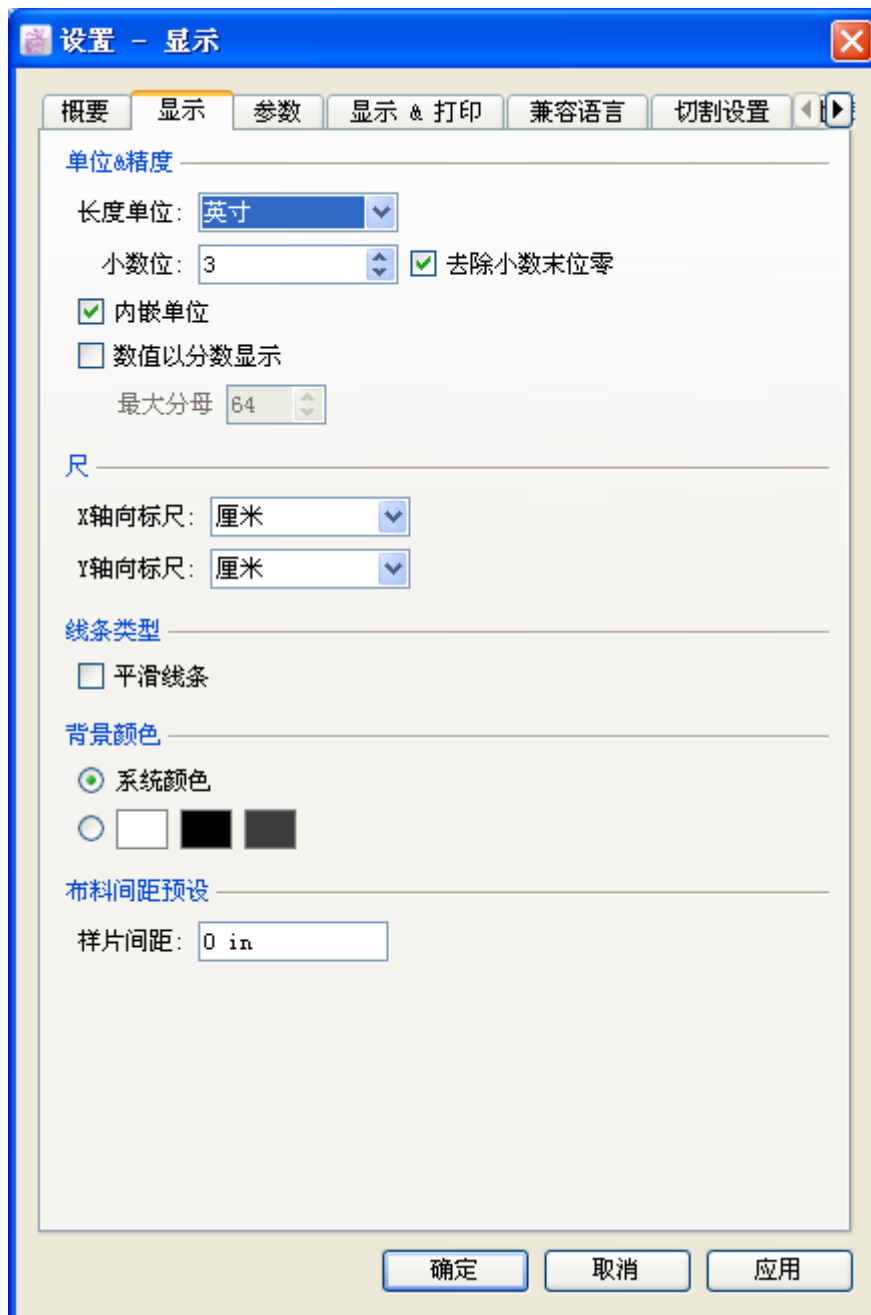 设置 - 显示
概要 显示 参数 显示 & 打印 兼容语言 切割设置
单位&精度
长度单位: 英寸
小数位: 3 去除小数末位零
内嵌单位
数值以分数显示
最大分母 64
尺
X轴向标尺: 厘米
Y轴向标尺: 厘米
线条类型
平滑线条
背景颜色
系统颜色
布料间距预设
样片间距: 0 in
确定 取消 应用